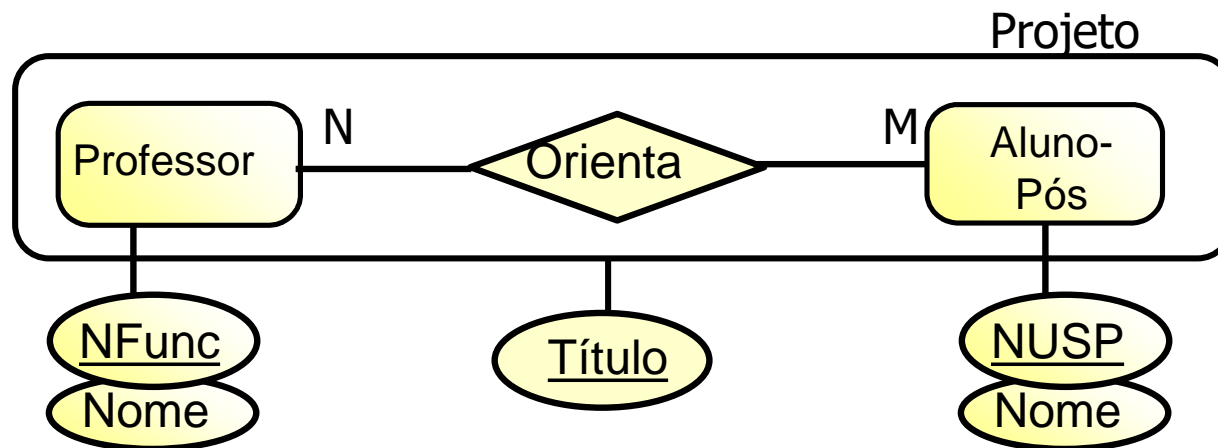 Projeto
Professor
N
Orienta
M
Aluno-
Pós
NFunc
Nome
Título
NUSP
Nome